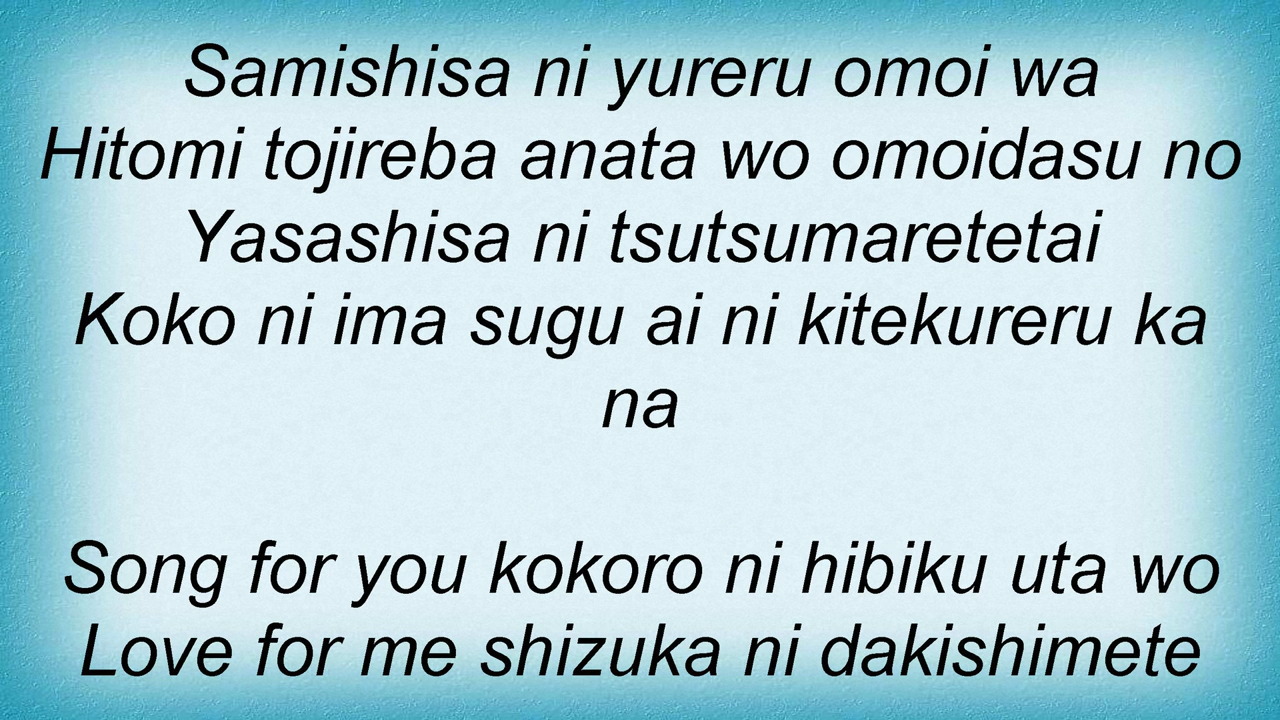 Samishisa ni yureru omoi wa
Hitomi tojireba anata wo omoidasu no
Yasashisa ni tsutsumaretetai
Koko ni ima sugu ai ni kitekureru ka
na
Song for you kokoro ni hibiku uta wo
Love for me shizuka ni dakishimete